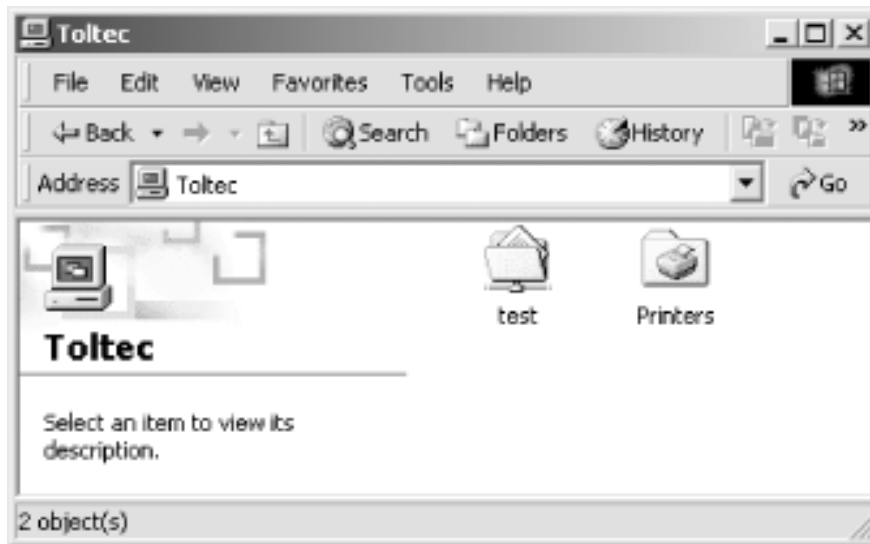 Toltec
File Edit View Favorites Tools Help
Back Search Folders History »
Address Toltec Go
test Printers
Toltec
Select an item to view its
description.
2 object(s)